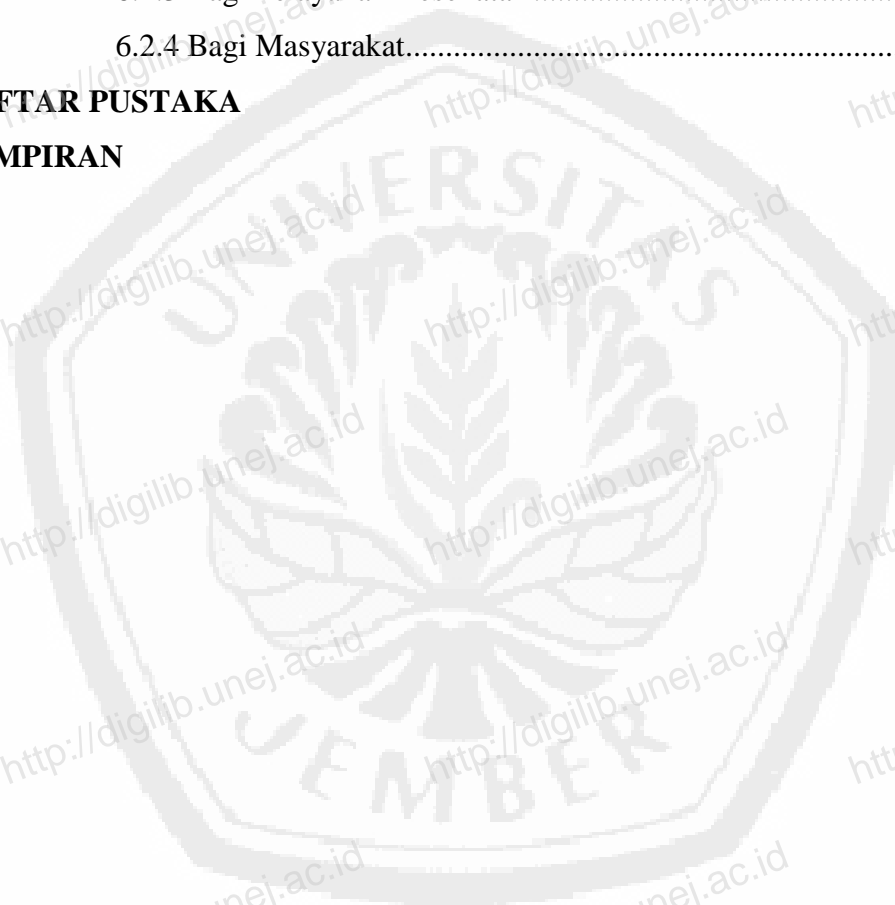 6.2.4 Bagi Masyarakat............................................................
FTAR PUSTAKA
MPIRAN
UNIVERSITAS
JEMBER
http://digilib.unej.ac.id
http://digilib.unej.ac.id
http://digilib.unej.ac.id
http://digilib.unej.ac.id
http://digilib.unej.ac.id
http://digilib.unej.ac.id
http://digilib.unej.ac.id
http://digilib.unej.ac.id